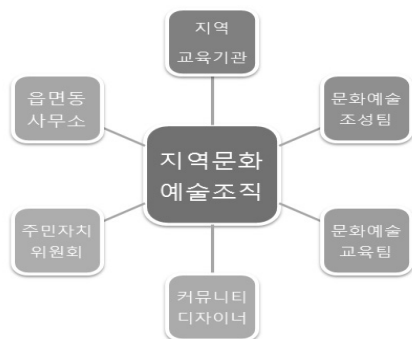 지역
교육기관
읍면동
사무소
문화예술
조성팀
지역문화
예술조직
주민자치
위원회
문화예술
교육팀
커뮤니티
디자이너